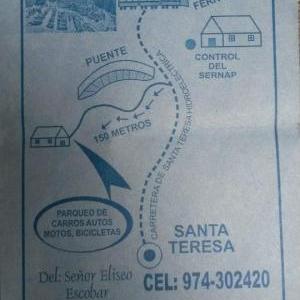 PUENTE
CONTROL
DEL
SERNAP
150 METROS
CARRETERA DE SANTA TERESA HIDROELECTRICA
PARQUEO DE
CARROS AUTOS
MOTOS, BICICLETAS
SANTA
TERESA
Del: Señor Eliseo
Escobar
CEL: 974-302420